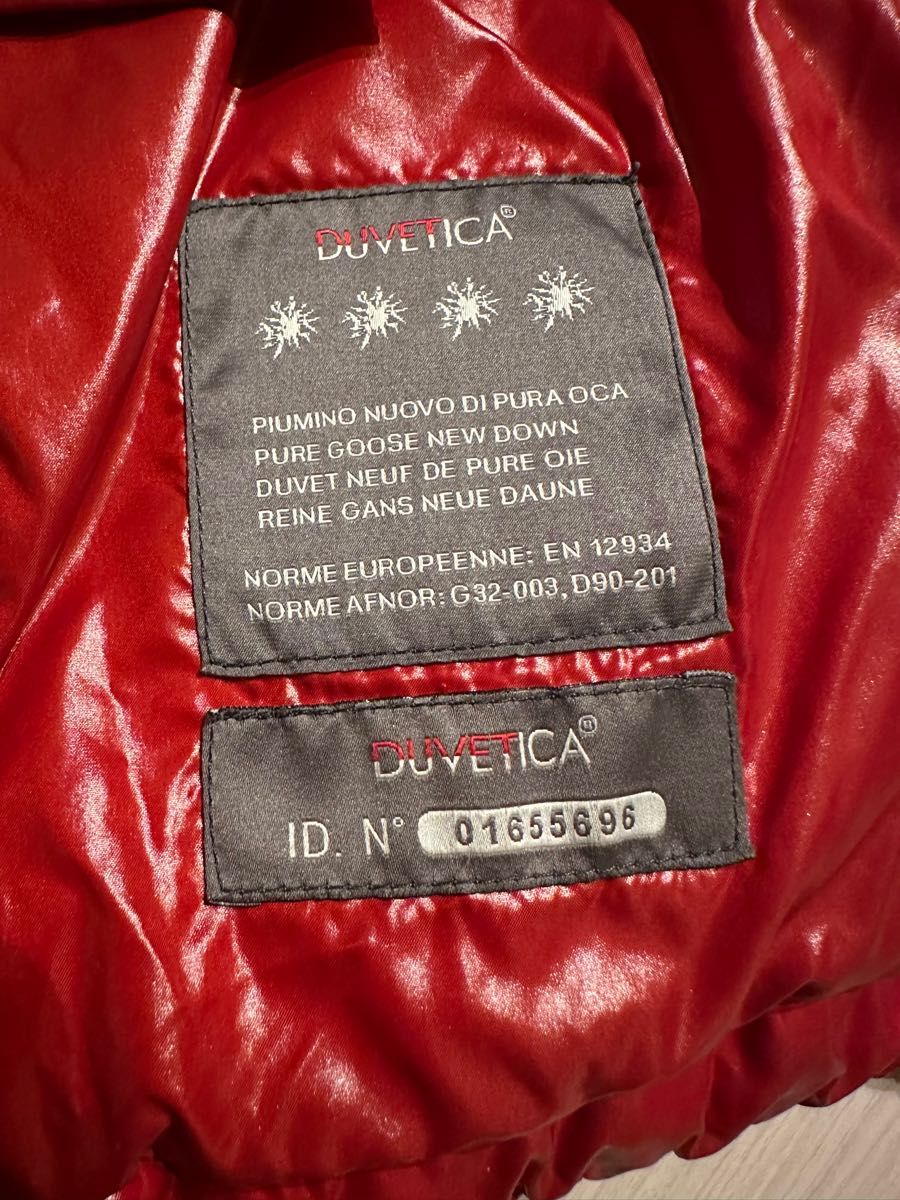 DUVETICA®
PIUMINO NUOVO DI PURA OCA
PURE GOOSE NEW DOWN
DUVET NEUF DE PURE OIE
REINE GANS NEUE DAUNE
NORME EUROPEENNE: EN 12934
NORME AFNOR: G32-003, D90-201
DUVETICA®
ID. N° 01655696